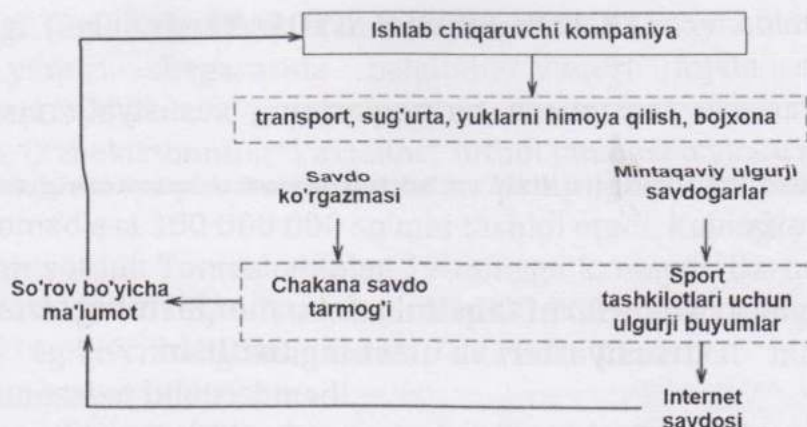 Ishlab chiqaruvchi kompaniya
transport, sug'urta, yuklarni himoya qilish, bojxona
Savdo
ko'rgazmasi
Mintaqaviy ulgurji
savdogarlar
So'rov bo'yicha
ma'lumot
Chakana savdo
tarmog'i
Sport
tashkilotlari uchun
ulgurji buyumlar
Internet
savdosi